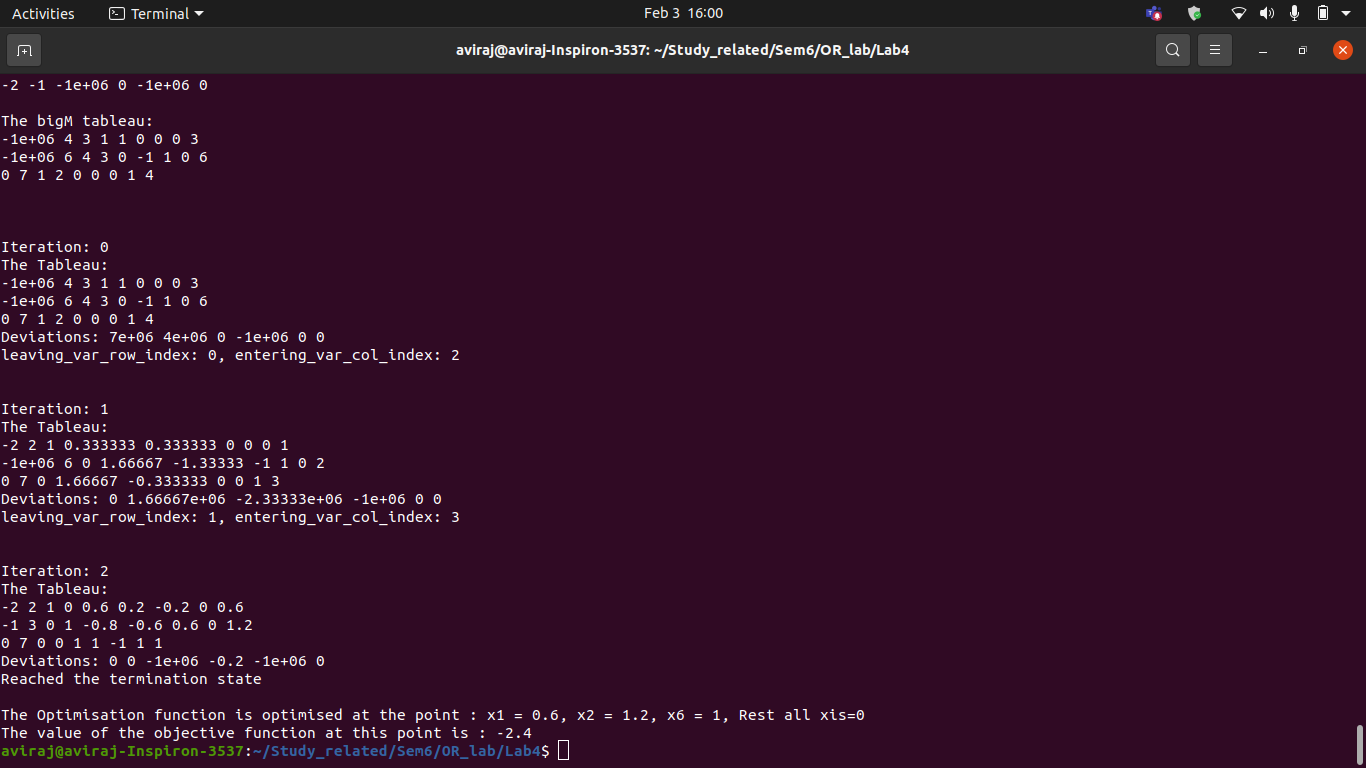 Activities Terminal Feb 3 16:00
aviraj@aviraj-Inspiron-3537: ~/Study_related/Sem6/OR_lab/Lab4
-2 -1 -1e+06 0 -1e+06 0
The bigM tableau:
-1e+06 4 3 1 1 0 0 0 3
-1e+06 6 4 3 0 -1 1 0 6
0 7 1 2 0 0 0 1 4
Iteration: 0
The Tableau:
-1e+06 4 3 1 1 0 0 0 3
-1e+06 6 4 3 0 -1 1 0 6
0 7 1 2 0 0 0 1 4
Deviations: 7e+06 4e+06 0 -1e+06 0 0
leaving_var_row_index: 0, entering_var_col_index: 2
Iteration: 1
The Tableau:
-2 2 1 0.333333 0.333333 0 0 0 1
-1e+06 6 0 1.66667 -1.33333 -1 1 0 2
0 7 0 1.66667 -0.333333 0 0 1 3
Deviations: 0 1.66667e+06 -2.33333e+06 -1e+06 0 0
leaving_var_row_index: 1, entering_var_col_index: 3
Iteration: 2
The Tableau:
-2 2 1 0 0.6 0.2 -0.2 0 0.6
-1 3 0 1 -0.8 -0.6 0.6 0 1.2
0 7 0 0 1 1 -1 1 1
Deviations: 0 0 -1e+06 -0.2 -1e+06 0
Reached the termination state
The Optimisation function is optimised at the point : x1 = 0.6, x2 = 1.2, x6 = 1, Rest all xis=0
The value of the objective function at this point is : -2.4
aviraj@aviraj-Inspiron-3537:~/Study_related/Sem6/OR_lab/Lab4$